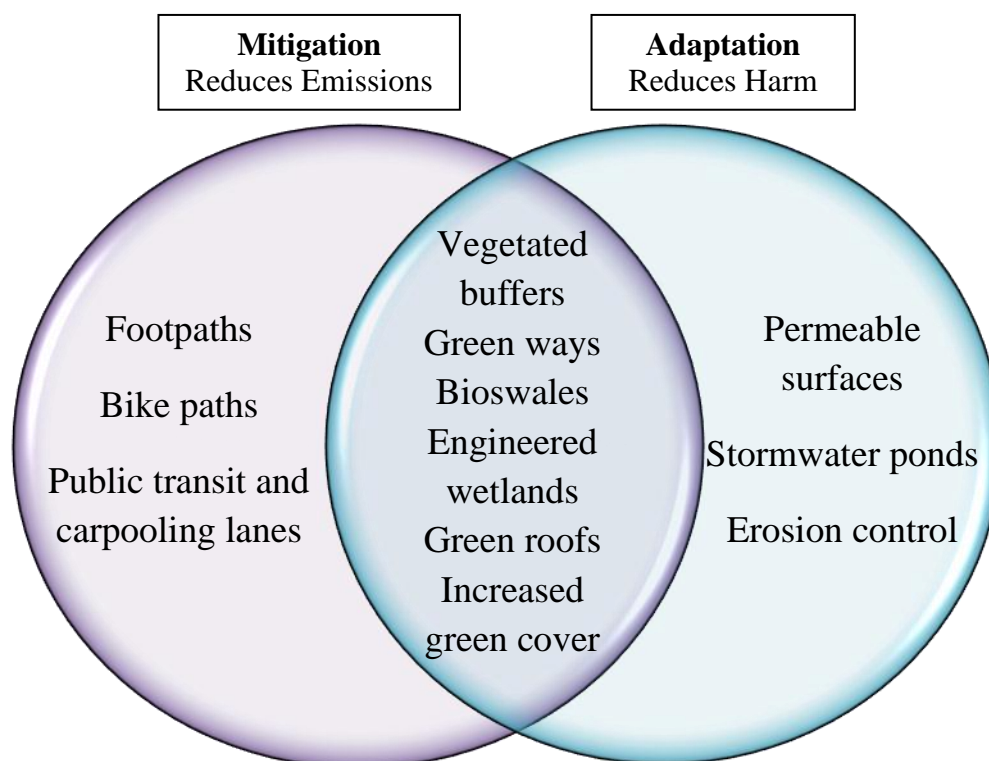 Mitigation
Reduces Emissions
Adaptation
Reduces Harm
Footpaths
Bike paths
Public transit and
carpooling lanes
Vegetated
buffers
Green ways
Bioswales
Engineered
wetlands
Green roofs
Increased
green cover
Permeable
surfaces
Stormwater ponds
Erosion control